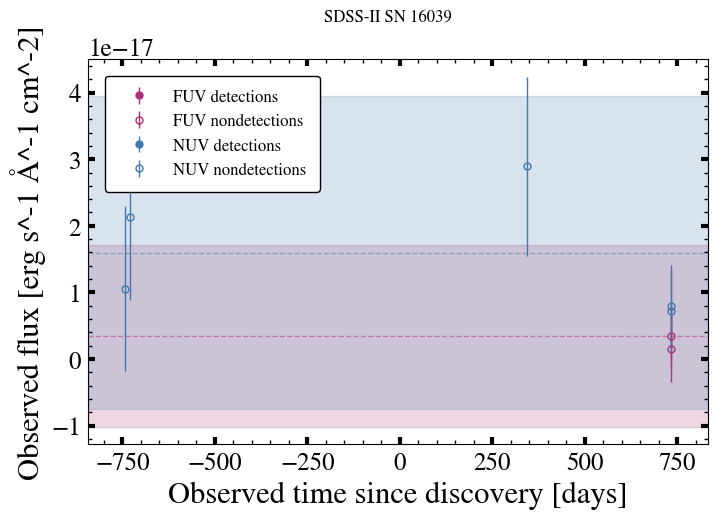 SDSS-II SN 16039
1e−17
FUV detections
FUV nondetections
NUV detections
NUV nondetections
4
3
2
1
0
−1
−750
−500
−250
0
250
500
750
Observed time since discovery [days]
Observed flux [erg s^-1 Å^-1 cm^-2]